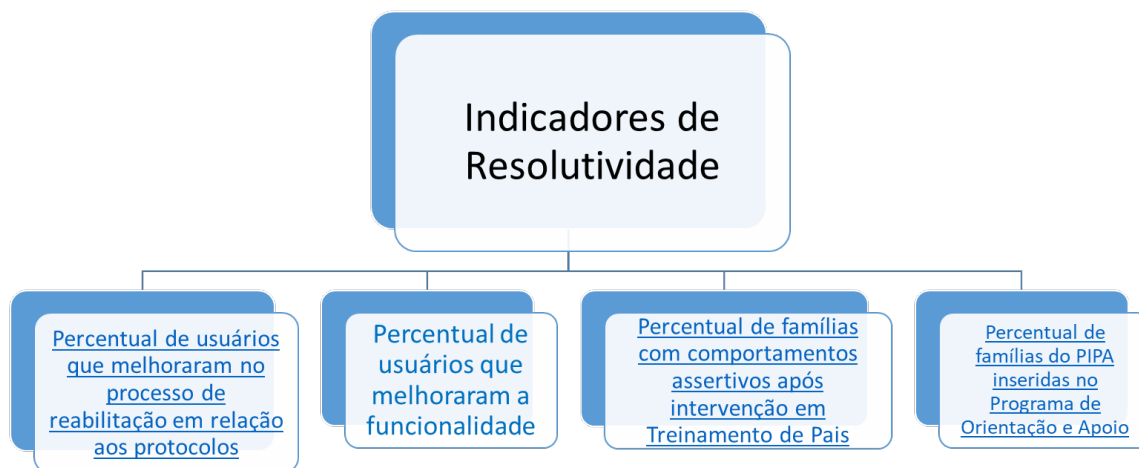 Indicadores de
Resolutividade
Percentual de usuários
que melhoraram no
processo de
reabilitação em relação
aos protocolos
Percentual de
usuários que
melhoraram a
funcionalidade
Percentual de famílias
com comportamentos
assertivos após
intervenção em
Treinamento de Pais
Percentual de
famílias do PIPA
inseridas no
Programa de
Orientação e Apoio